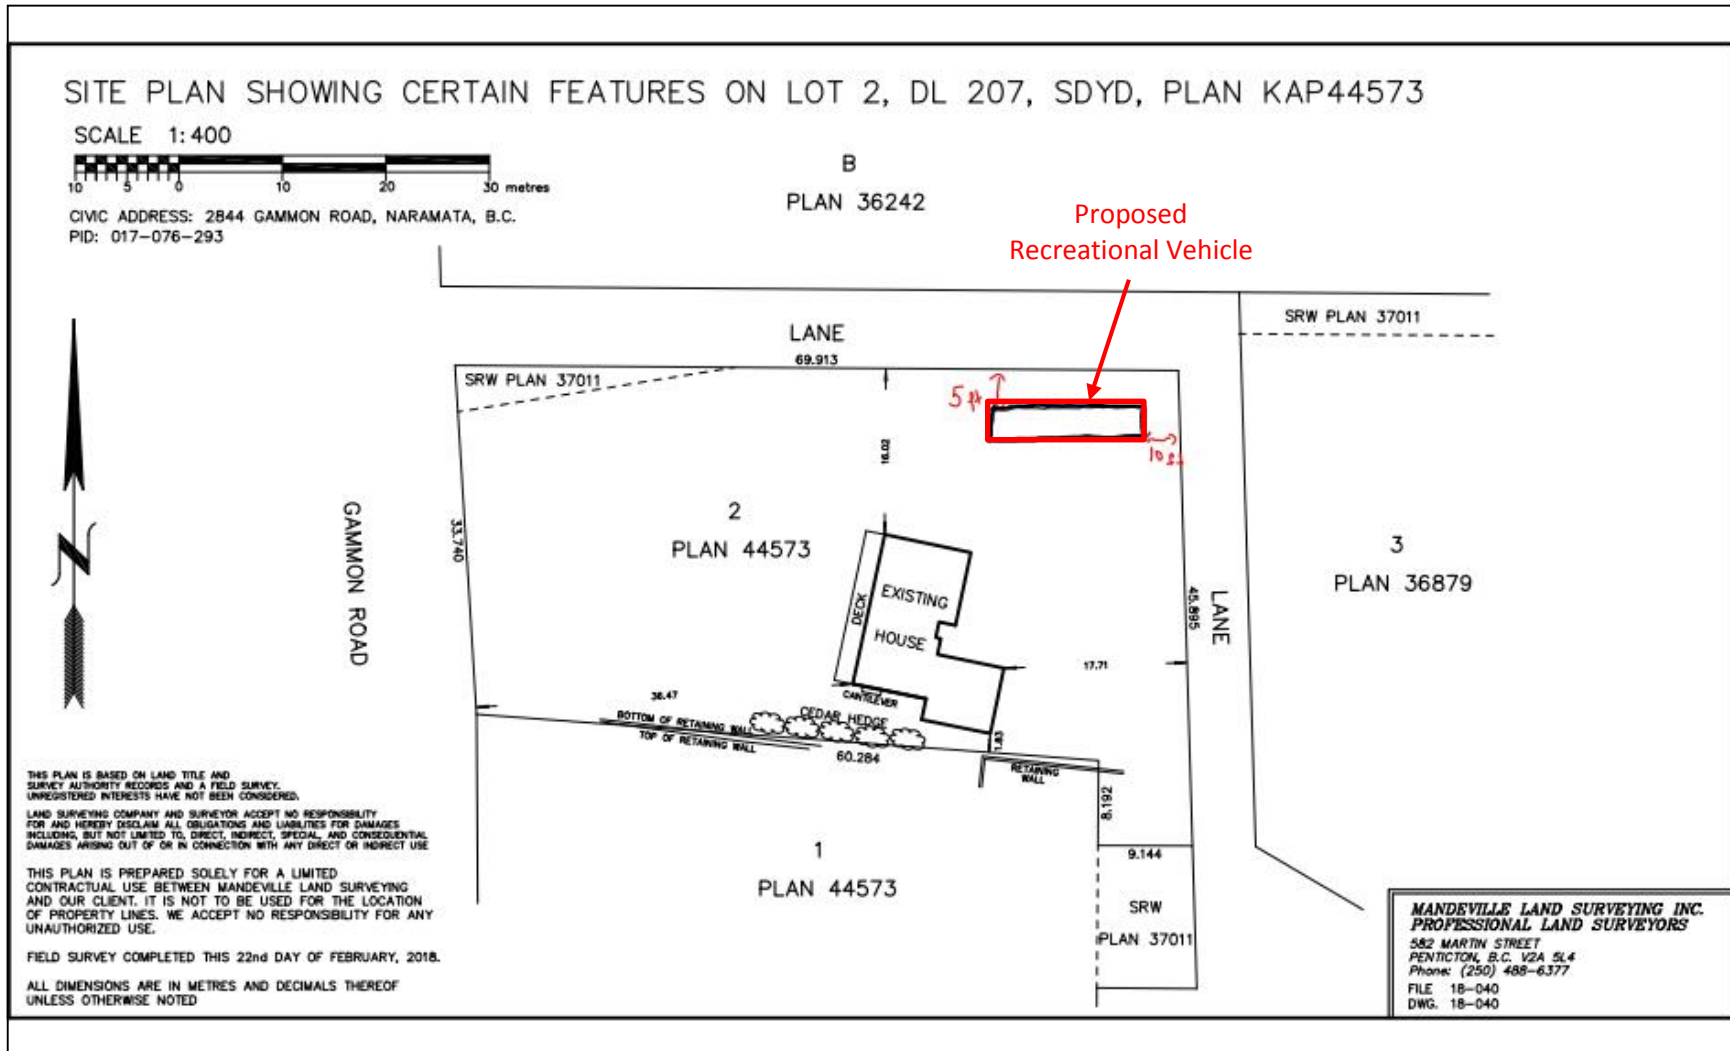 SITE PLAN SHOWING CERTAIN FEATURES ON LOT 2, DL 207, SDYD, PLAN KAP44573
SCALE 1:400
10 5 0 10 20 30 metres
CIVIC ADDRESS: 2844 GAMMON ROAD, NARAMATA, B.C.
PID: 017-076-293
B
PLAN 36242
Proposed
Recreational Vehicle
LANE
69.913
SRW PLAN 37011
SRW PLAN 37011
5 ft
10 ft
16.02
N
GAMMON ROAD
33.740
2
PLAN 44573
EXISTING
HOUSE
DECK
3
PLAN 36879
45.895
LANE
17.71
36.47
CANTILEVER
CEDAR HEDGE
BOTTOM OF RETAINING WALL
TOP OF RETAINING WALL
60.284
1.83
RETAINING
WALL
8.192
9.144
SRW
PLAN 37011
1
PLAN 44573
THIS PLAN IS BASED ON LAND TITLE AND
SURVEY AUTHORITY RECORDS AND A FIELD SURVEY.
UNREGISTERED INTERESTS HAVE NOT BEEN CONSIDERED.
LAND SURVEYING COMPANY AND SURVEYOR ACCEPT NO RESPONSIBILITY
FOR AND HEREBY DISCLAIM ALL OBLIGATIONS AND LIABILITIES FOR DAMAGES
INCLUDING, BUT NOT LIMITED TO, DIRECT, INDIRECT, SPECIAL, AND CONSEQUENTIAL
DAMAGES ARISING OUT OF OR IN CONNECTION WITH ANY DIRECT OR INDIRECT USE
THIS PLAN IS PREPARED SOLELY FOR A LIMITED
CONTRACTUAL USE BETWEEN MANDEVILLE LAND SURVEYING
AND OUR CLIENT. IT IS NOT TO BE USED FOR THE LOCATION
OF PROPERTY LINES. WE ACCEPT NO RESPONSIBILITY FOR ANY
UNAUTHORIZED USE.
FIELD SURVEY COMPLETED THIS 22nd DAY OF FEBRUARY, 2018.
ALL DIMENSIONS ARE IN METRES AND DECIMALS THEREOF
UNLESS OTHERWISE NOTED
MANDEVILLE LAND SURVEYING INC.
PROFESSIONAL LAND SURVEYORS
582 MARTIN STREET
PENTICTON, B.C. V2A 5L4
Phone: (250) 488-6377
FILE 18-040
DWG. 18-040